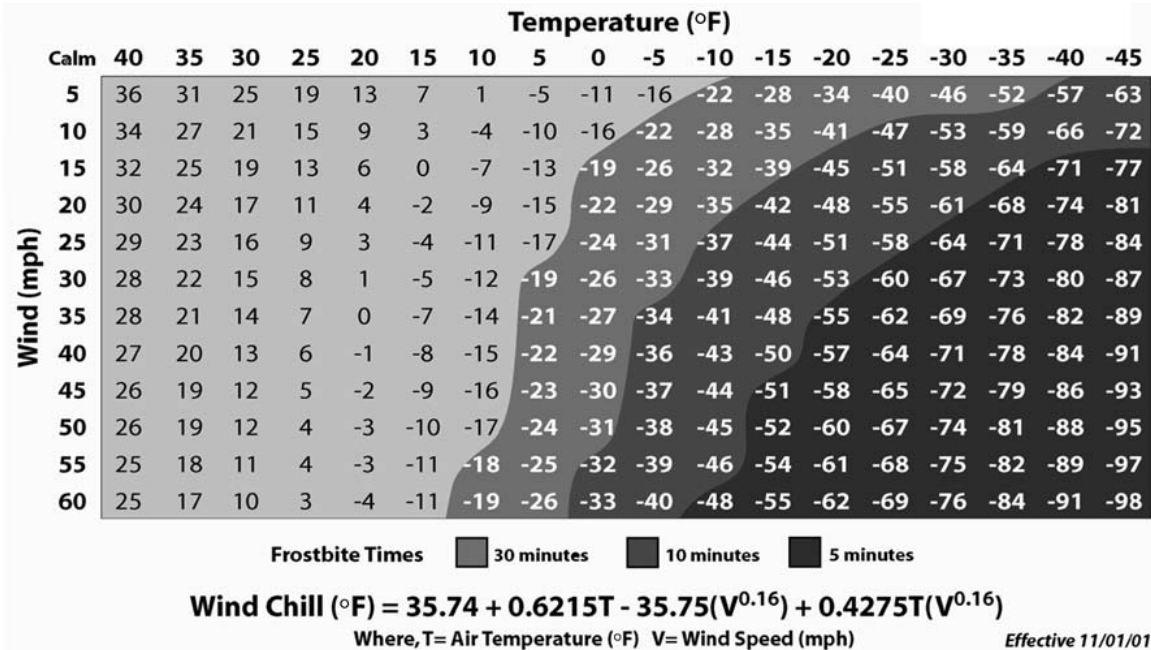 Temperature (°F)
Calm 40 35 30 25 20 15 10 5 0 -5 -10 -15 -20 -25 -30 -35 -40 -45
5 36 31 25 19 13 7 1 -5 -11 -16 -22 -28 -34 -40 -46 -52 -57 -63
10 34 27 21 15 9 3 -4 -10 -16 -22 -28 -35 -41 -47 -53 -59 -66 -72
15 32 25 19 13 6 0 -7 -13 -19 -26 -32 -39 -45 -51 -58 -64 -71 -77
20 30 24 17 11 4 -2 -9 -15 -22 -29 -35 -42 -48 -55 -61 -68 -74 -81
25 29 23 16 9 3 -4 -11 -17 -24 -31 -37 -44 -51 -58 -64 -71 -78 -84
30 28 22 15 8 1 -5 -12 -19 -26 -33 -39 -46 -53 -60 -67 -73 -80 -87
35 28 21 14 7 0 -7 -14 -21 -27 -34 -41 -48 -55 -62 -69 -76 -82 -89
40 27 20 13 6 -1 -8 -15 -22 -29 -36 -43 -50 -57 -64 -71 -78 -84 -91
45 26 19 12 5 -2 -9 -16 -23 -30 -37 -44 -51 -58 -65 -72 -79 -86 -93
50 26 19 12 4 -3 -10 -17 -24 -31 -38 -45 -52 -60 -67 -74 -81 -88 -95
55 25 18 11 4 -3 -11 -18 -25 -32 -39 -46 -54 -61 -68 -75 -82 -89 -97
60 25 17 10 3 -4 -11 -19 -26 -33 -40 -48 -55 -62 -69 -76 -84 -91 -98
Wind (mph)
Frostbite Times 30 minutes 10 minutes 5 minutes
Wind Chill (°F) = 35.74 + 0.6215T - 35.75(V^0.16) + 0.4275T(V^0.16)
Where, T= Air Temperature (°F) V= Wind Speed (mph) Effective 11/01/01